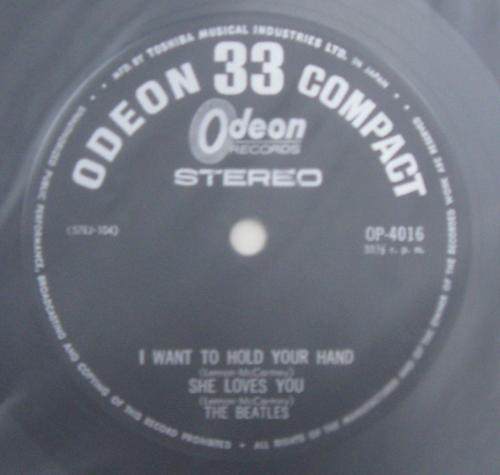 MFD. BY TOSHIBA MUSICAL INDUSTRIES LTD. IN JAPAN
ODEON 33 COMPACT
Odeon
RECORDS
STEREO
OP-4016
33⅓ r. p. m.
I WANT TO HOLD YOUR HAND
(Lennon-McCartney)
SHE LOVES YOU
(Lennon-McCartney)
THE BEATLES
UNAUTHORIZED PUBLIC PERFORMANCE, BROADCASTING AND COPYING OF THIS RECORD PROHIBITED • ALL RIGHTS OF THE MANUFACTURER AND OF THE OWNER OF THE RECORDED WORK ARE RESERVED